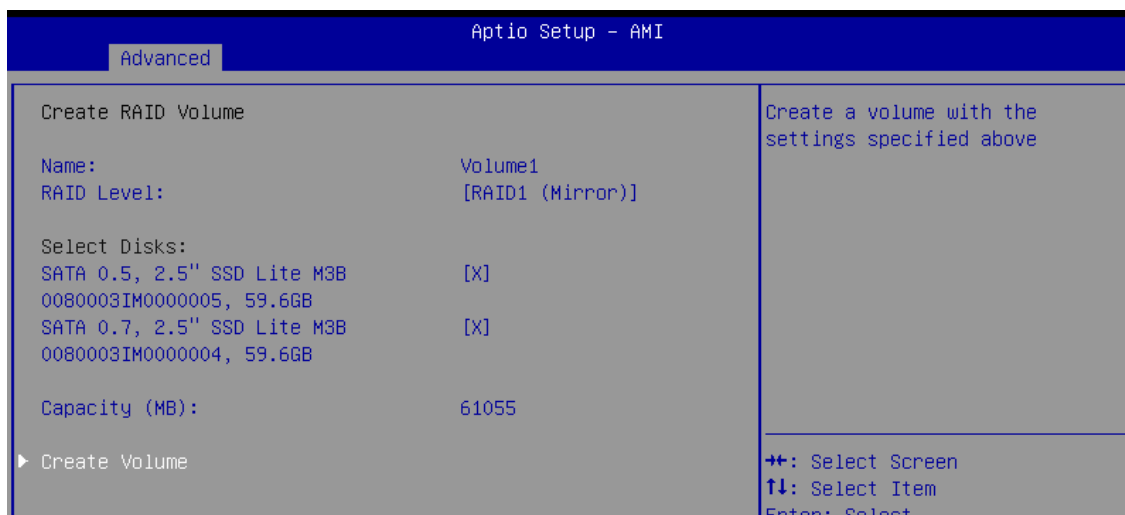 Aptio Setup – AMI
Advanced
Create RAID Volume
Name: Volume1
RAID Level: [RAID1 (Mirror)]
Select Disks:
SATA 0.5, 2.5" SSD Lite M3B [X]
0080003IM0000005, 59.6GB
SATA 0.7, 2.5" SSD Lite M3B [X]
0080003IM0000004, 59.6GB
Capacity (MB): 61055
▶ Create Volume
Create a volume with the
settings specified above
→←: Select Screen
↑↓: Select Item
Enter: Select